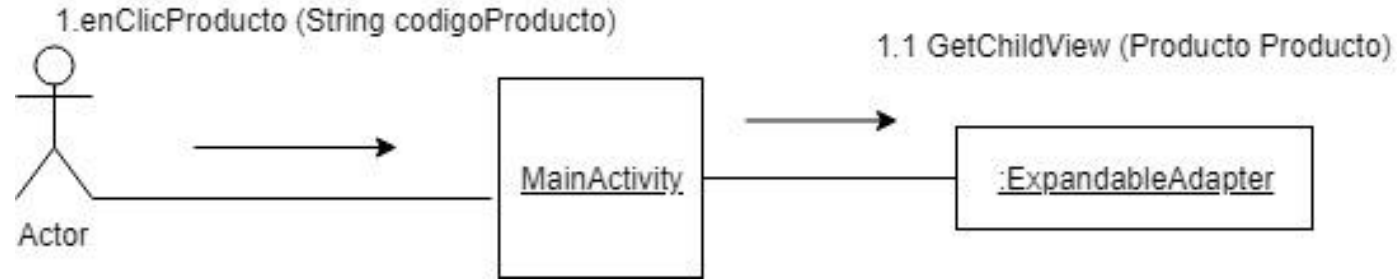 1.enClicProducto (String codigoProducto)
1.1 GetChildView (Producto Producto)
MainActivity
:ExpandableAdapter
Actor